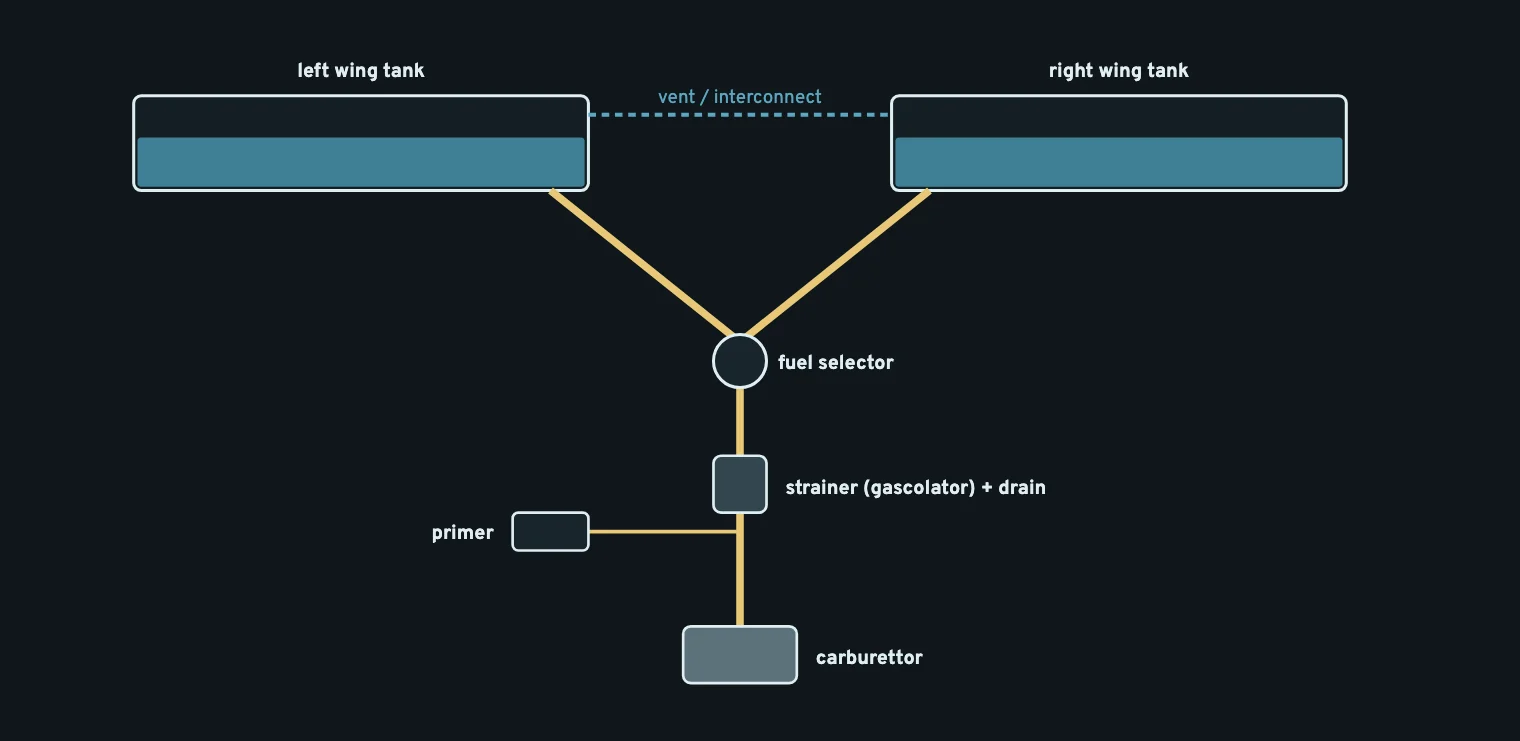 left wing tank
right wing tank
vent / interconnect
fuel selector
strainer (gascolator) + drain
primer
carburettor